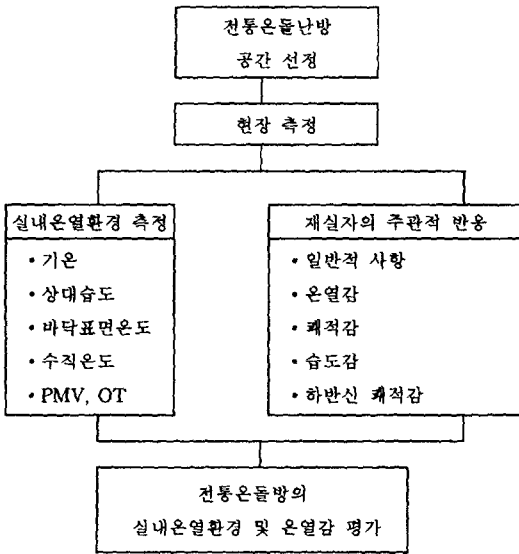 전통온돌난방
공간 선정
현장 측정
실내온열환경 측정
• 기온
• 상대습도
• 바닥표면온도
• 수직온도
• PMV, OT
재실자의 주관적 반응
• 일반적 사항
• 온열감
• 쾌적감
• 습도감
• 하반신 쾌적감
전통온돌방의
실내온열환경 및 온열감 평가